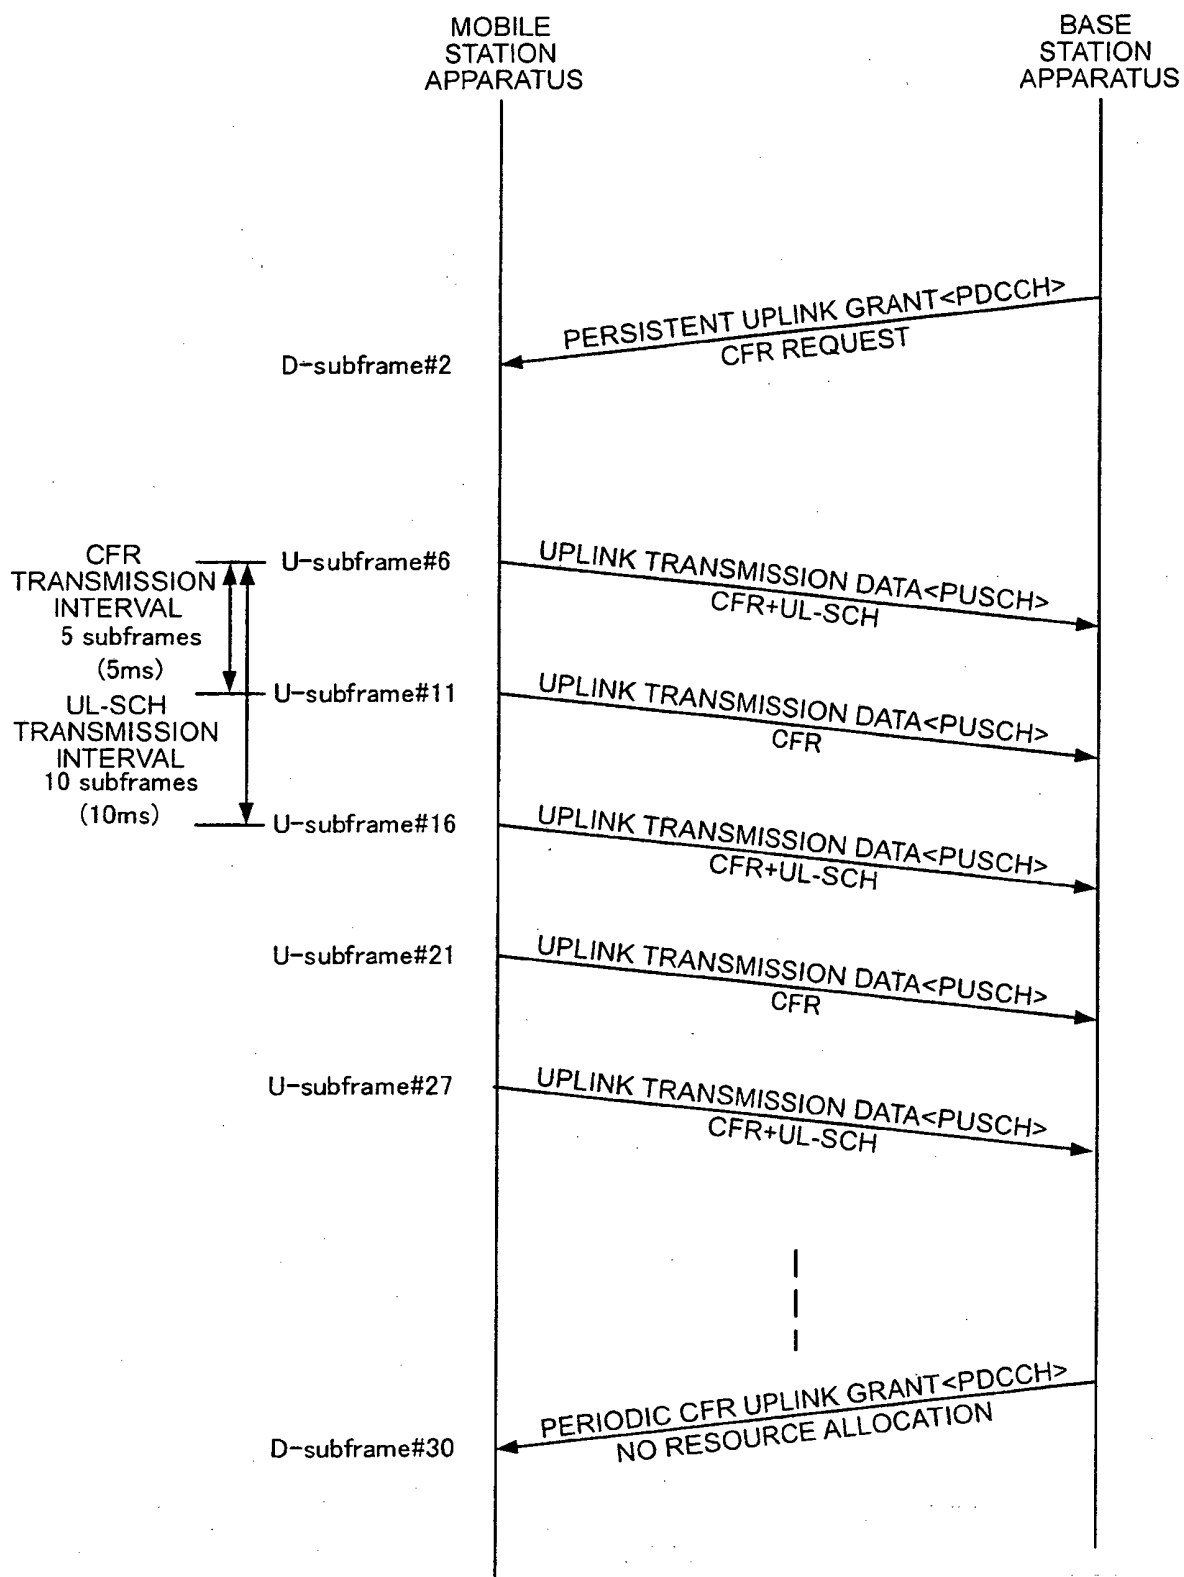 MOBILE
STATION
APPARATUS
BASE
STATION
APPARATUS
PERSISTENT UPLINK GRANT<PDCCH>
CFR REQUEST
D-subframe#2
CFR
TRANSMISSION
INTERVAL
5 subframes
(5ms)
U-subframe#6
UPLINK TRANSMISSION DATA<PUSCH>
CFR+UL-SCH
UL-SCH
TRANSMISSION
INTERVAL
10 subframes
(10ms)
U-subframe#11
UPLINK TRANSMISSION DATA<PUSCH>
CFR
U-subframe#16
UPLINK TRANSMISSION DATA<PUSCH>
CFR+UL-SCH
U-subframe#21
UPLINK TRANSMISSION DATA<PUSCH>
CFR
U-subframe#27
UPLINK TRANSMISSION DATA<PUSCH>
CFR+UL-SCH
PERIODIC CFR UPLINK GRANT<PDCCH>
NO RESOURCE ALLOCATION
D-subframe#30